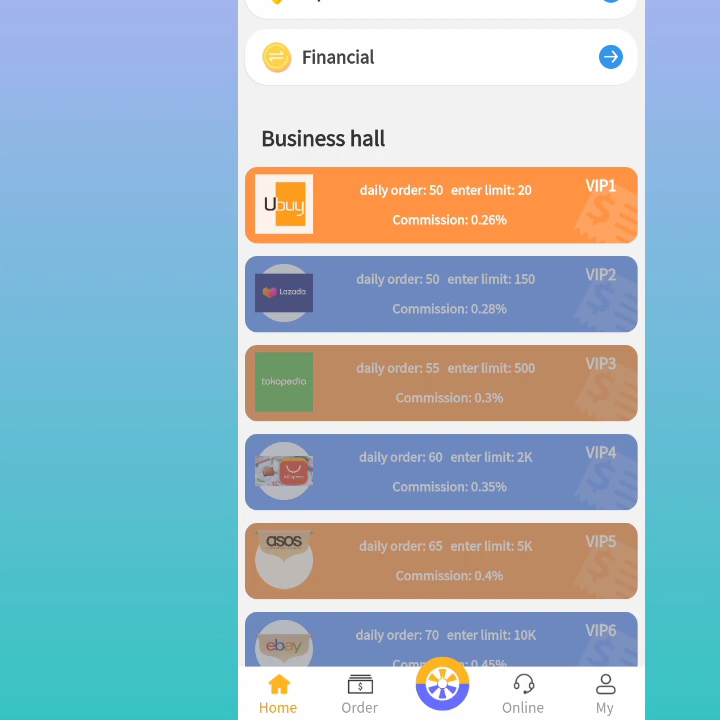 Financial
Business hall
Ubuy
daily order: 50 enter limit: 20
VIP1
Commission: 0.26%
Lazada
daily order: 50 enter limit: 150
VIP2
Commission: 0.28%
tokopedia
daily order: 55 enter limit: 500
VIP3
Commission: 0.3%
daily order: 60 enter limit: 2K
VIP4
Commission: 0.35%
asos
daily order: 65 enter limit: 5K
VIP5
Commission: 0.4%
ebay
daily order: 70 enter limit: 10K
VIP6
Home
Order
Online
My